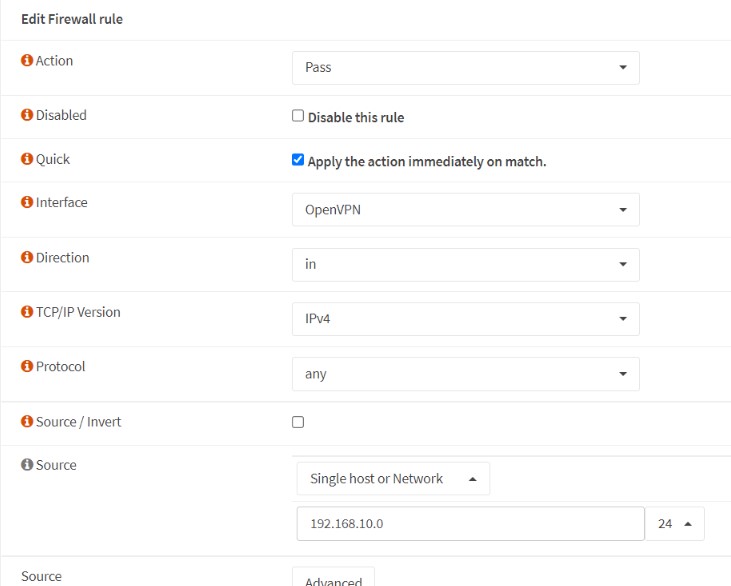 Edit Firewall rule
Action
Pass
Disabled
Disable this rule
Quick
Apply the action immediately on match.
Interface
OpenVPN
Direction
in
TCP/IP Version
IPv4
Protocol
any
Source / Invert
Source
Single host or Network
192.168.10.0
24
Source
Advanced